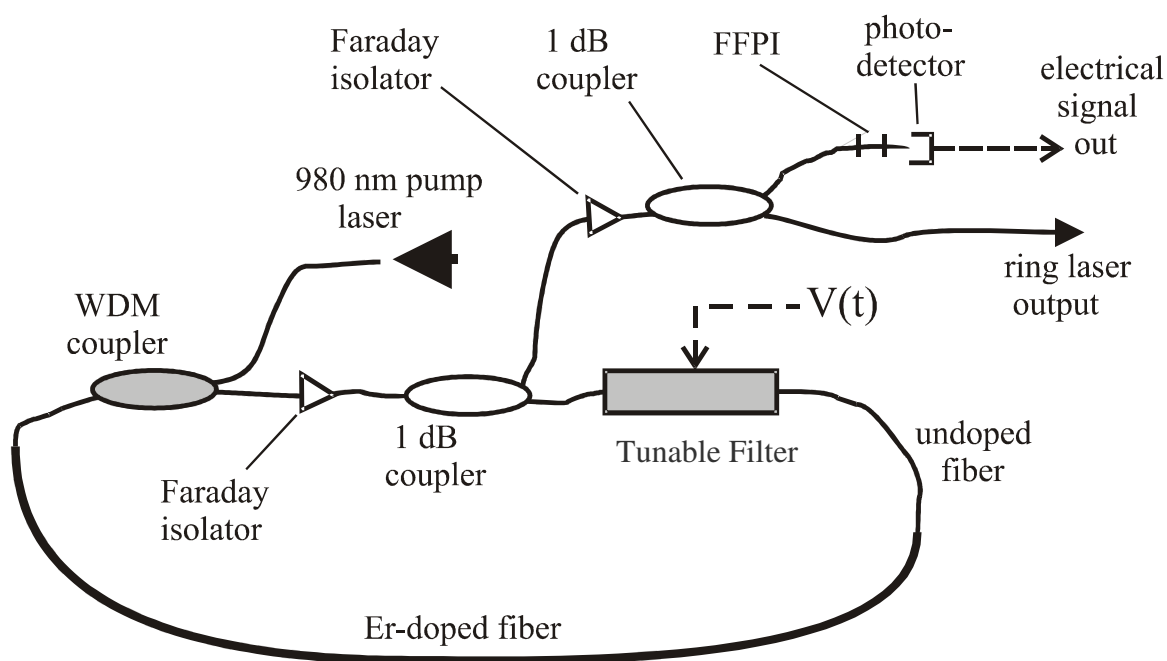 Faraday
isolator
1 dB
coupler
FFPI
photo-
detector
electrical
signal
out
980 nm pump
laser
ring laser
output
WDM
coupler
V(t)
1 dB
coupler
Tunable Filter
undoped
fiber
Faraday
isolator
Er-doped fiber